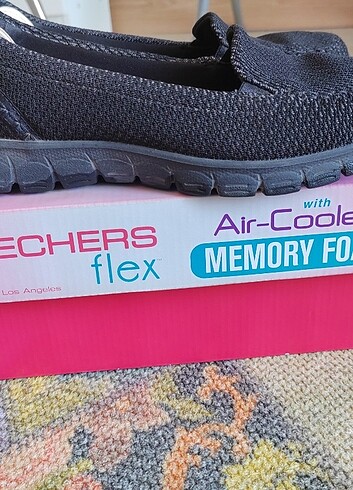 ECHERS
flex
Los Angeles
with
Air-Coole
MEMORY FOA